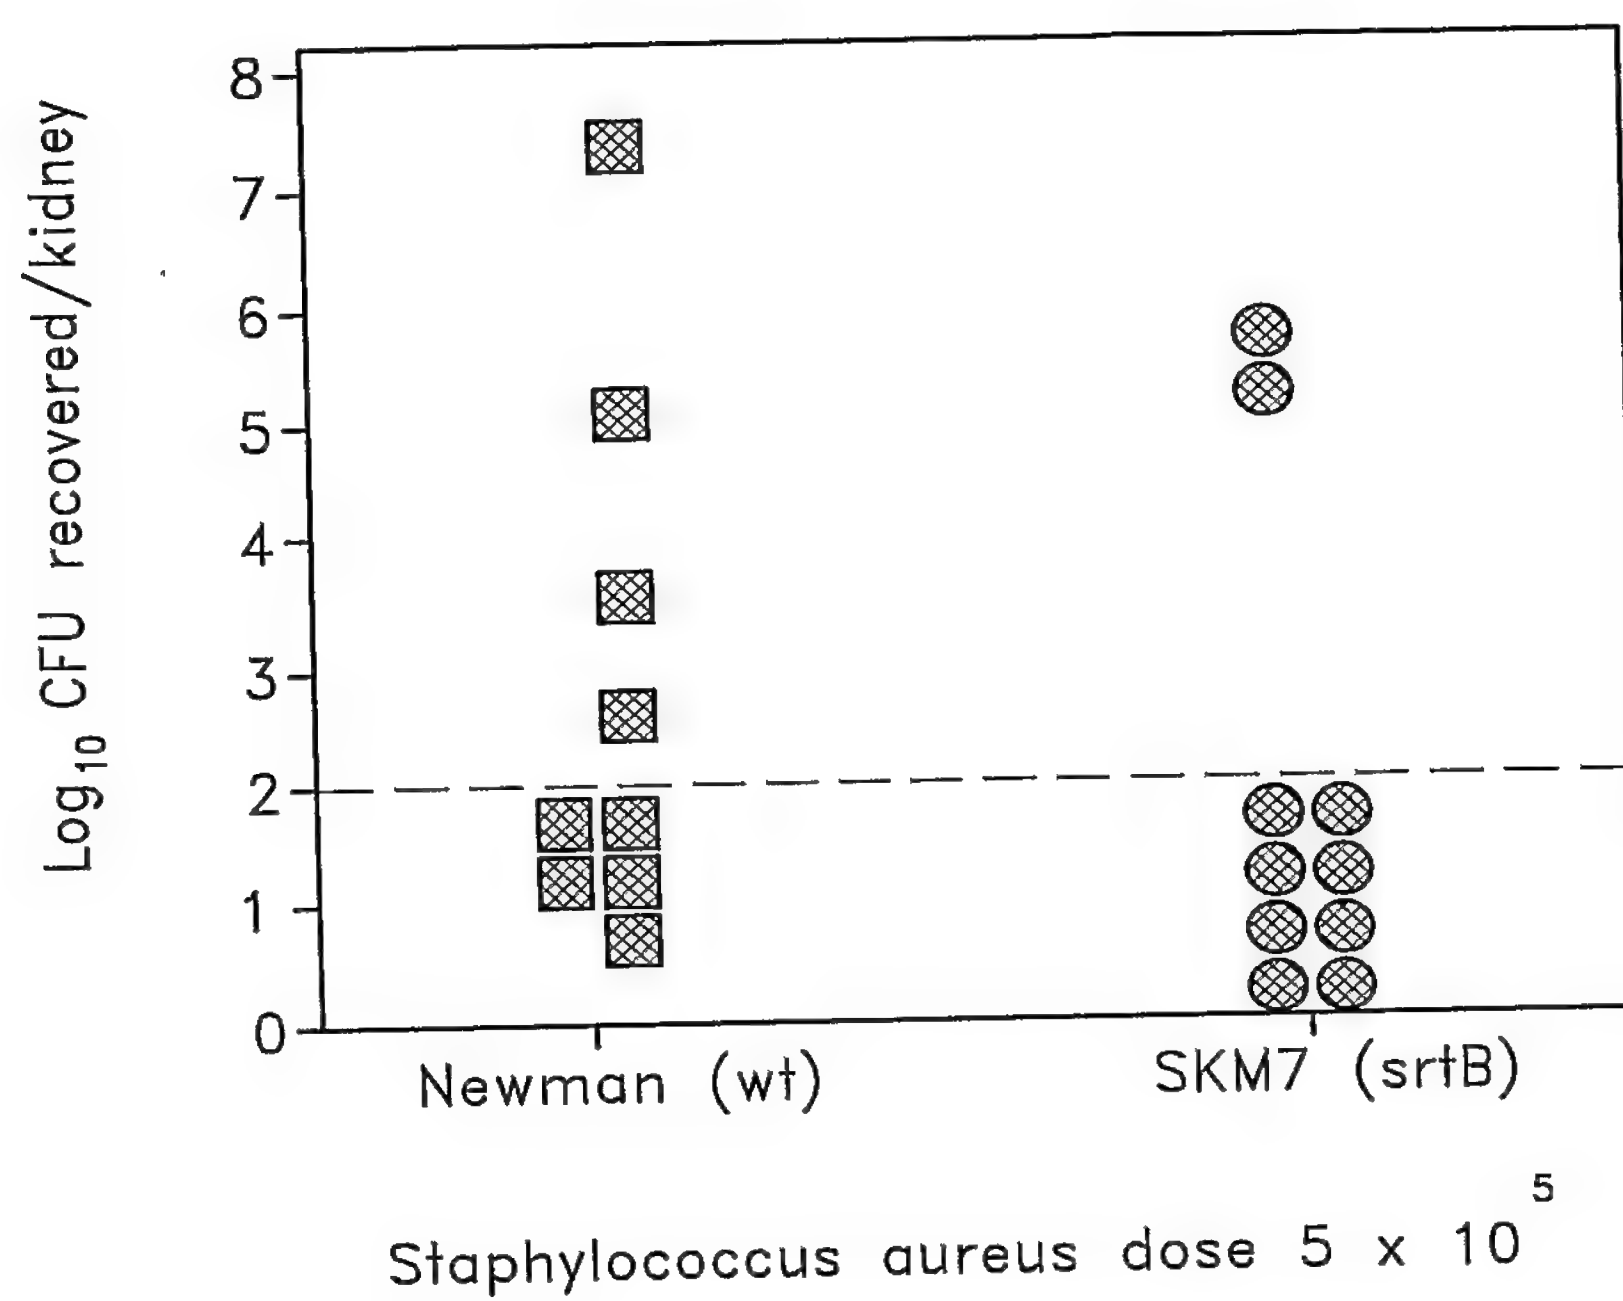 Log10 CFU recovered/kidney
8
7
6
5
4
3
2
1
0
Newman (wt)
SKM7 (srtB)
Staphylococcus aureus dose 5 x 10^5